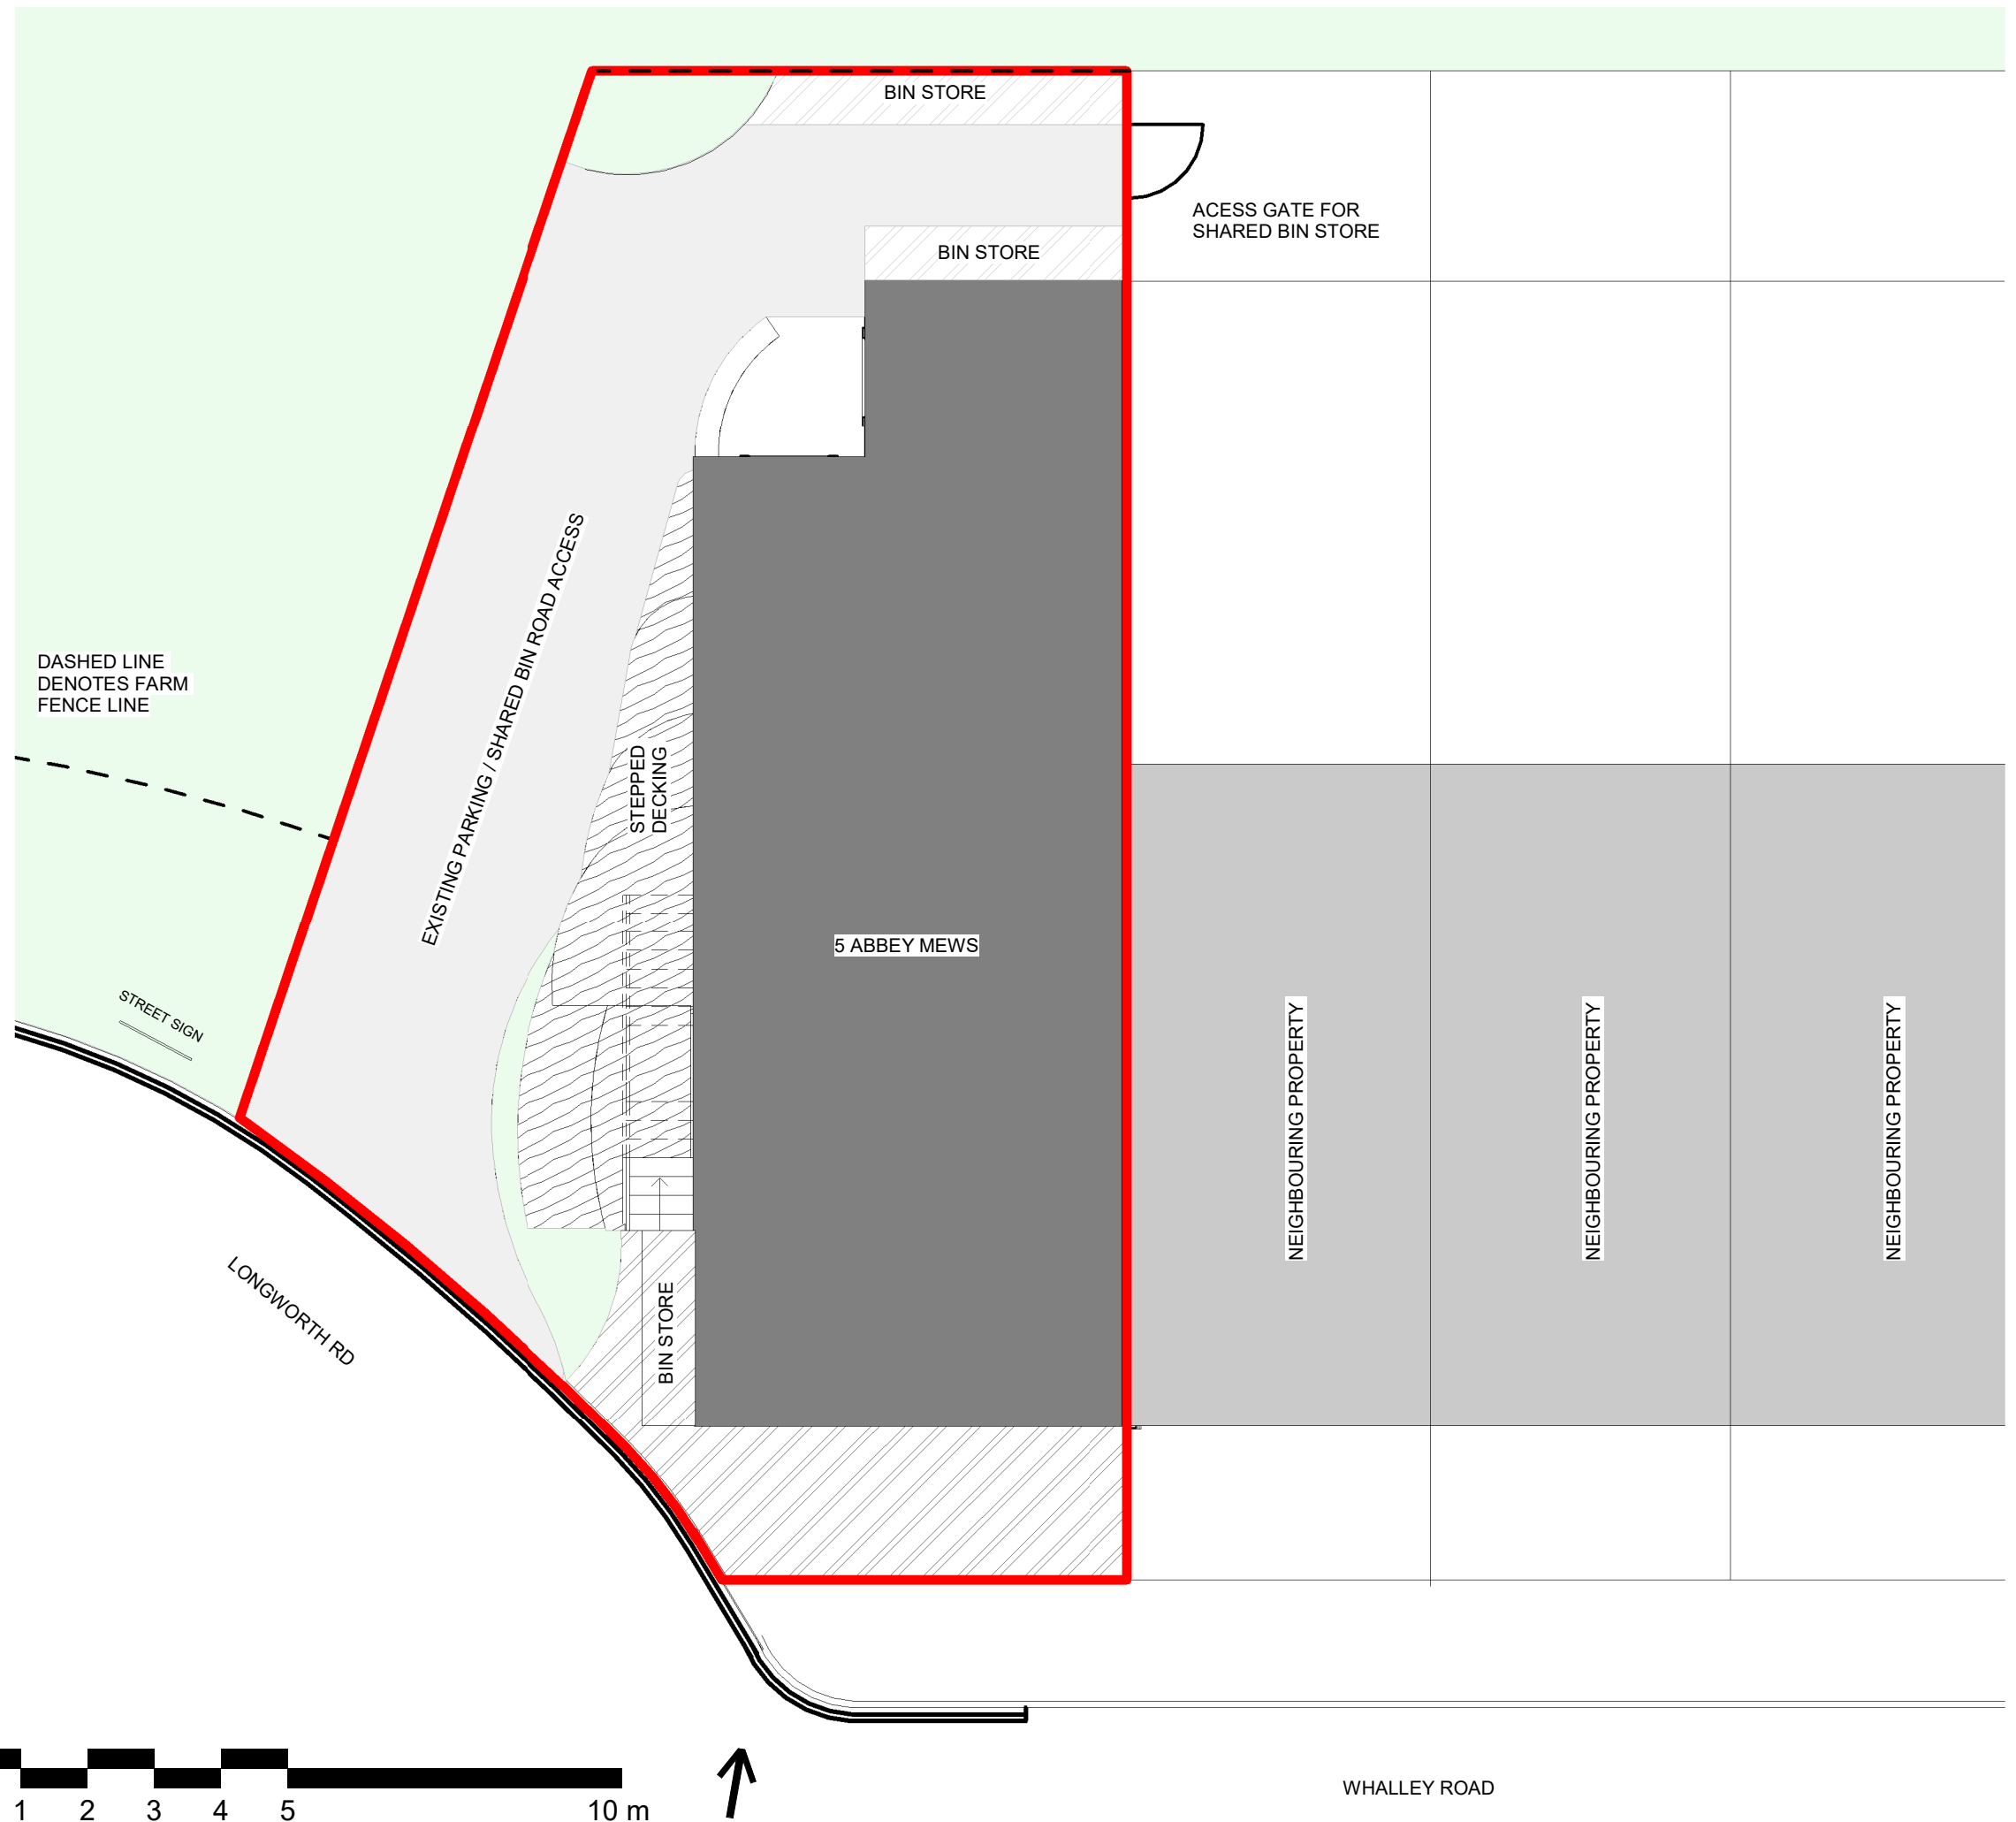 BIN STORE
ACESS GATE FOR
SHARED BIN STORE
BIN STORE
DASHED LINE
DENOTES FARM
FENCE LINE
EXISTING PARKING / SHARED BIN ROAD ACCESS
STEPPED
DECKING
5 ABBEY MEWS
STREET SIGN
NEIGHBOURING PROPERTY
NEIGHBOURING PROPERTY
NEIGHBOURING PROPERTY
LONGWORTH RD
BIN STORE
WHALLEY ROAD
1 2 3 4 5 10 m